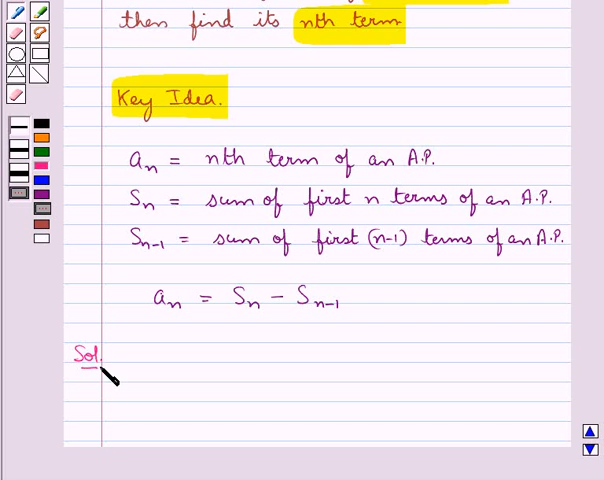 then find its nth term
Key Idea.
aₙ = nth term of an A.P.
Sₙ = sum of first n terms of an A.P.
Sₙ₋₁ = sum of first (n-1) terms of an A.P.
aₙ = Sₙ - Sₙ₋₁
Sol.